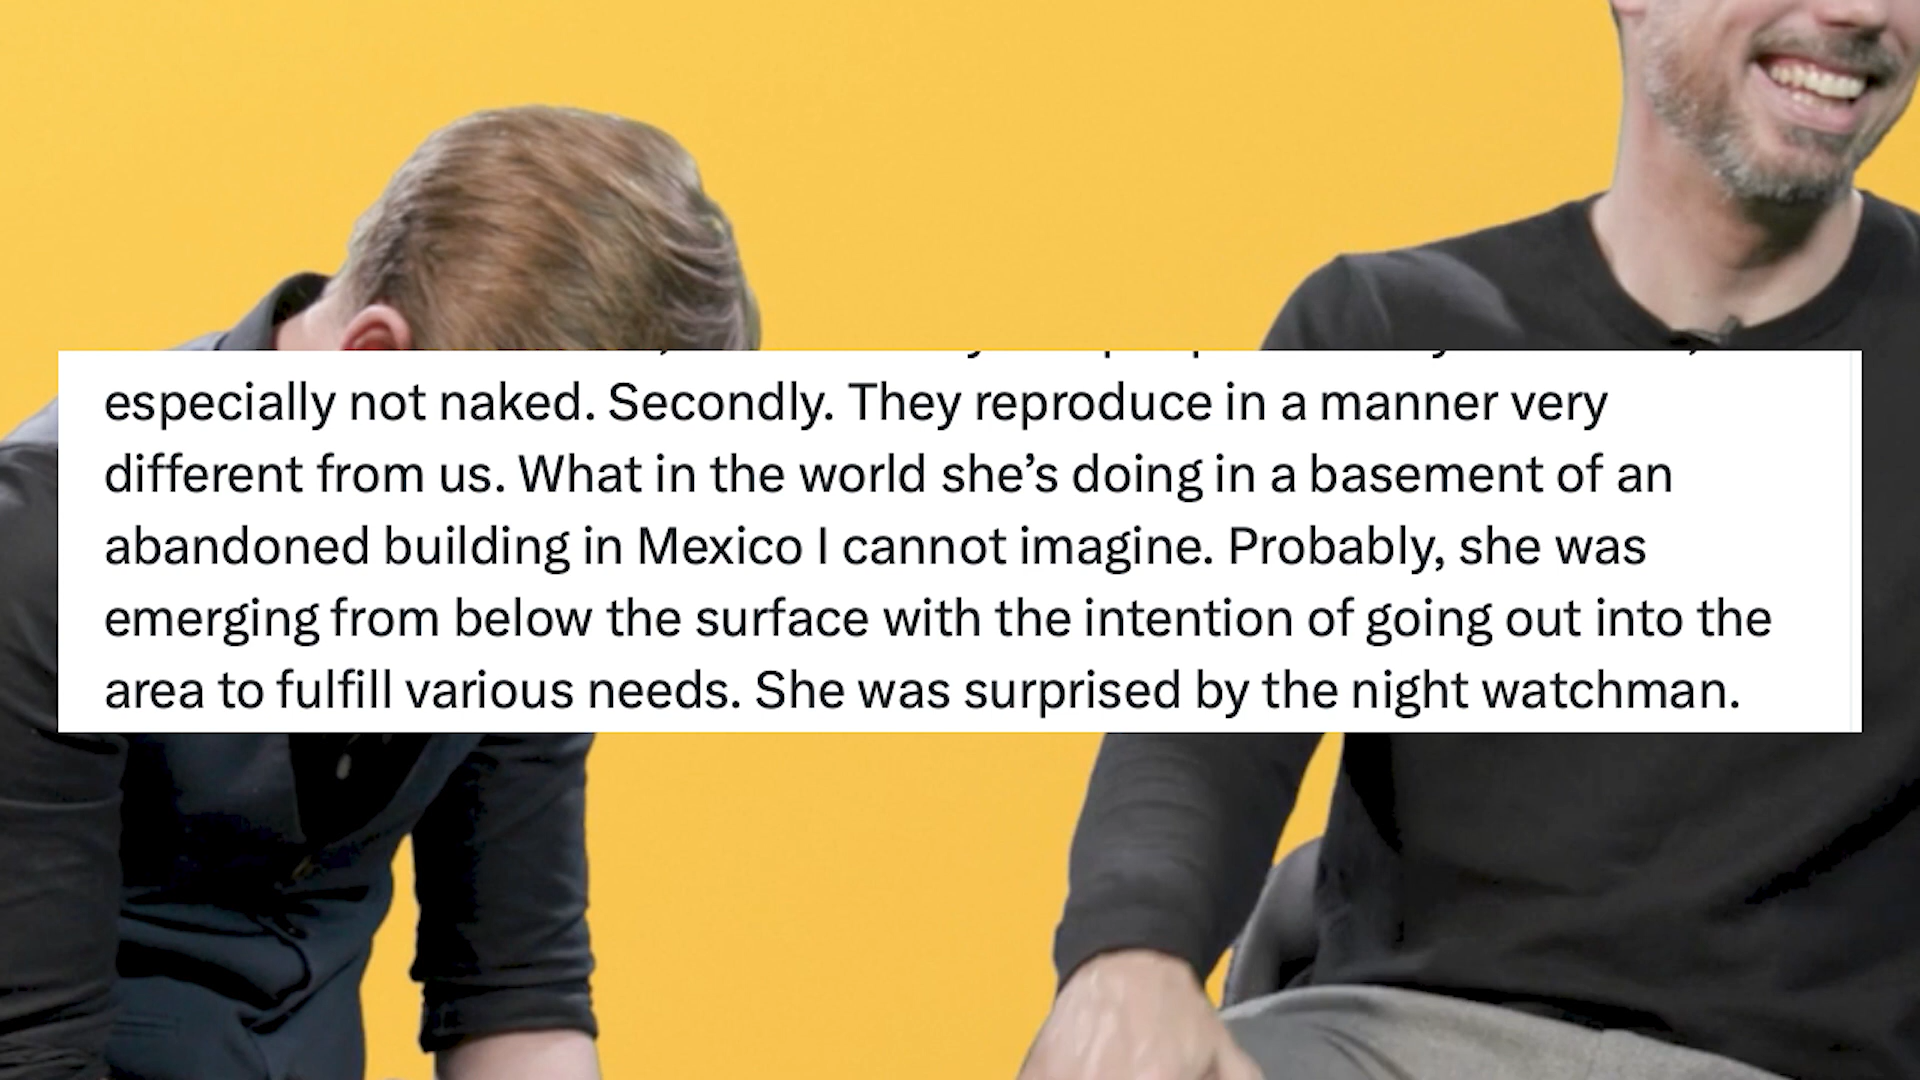 especially not naked. Secondly. They reproduce in a manner very
different from us. What in the world she’s doing in a basement of an
abandoned building in Mexico I cannot imagine. Probably, she was
emerging from below the surface with the intention of going out into the
area to fulfill various needs. She was surprised by the night watchman.